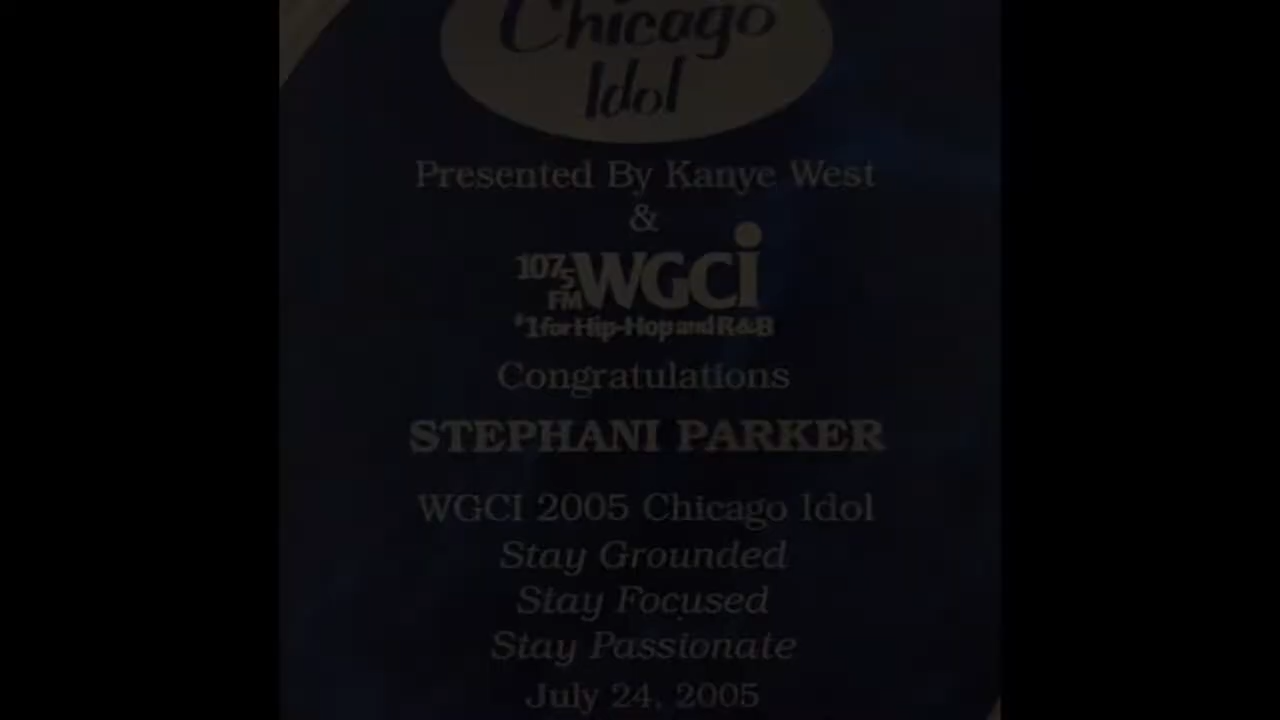 Chicago
Idol
Presented By Kanye West
&
107.5
FM
WGCi
#1 for Hip-Hop and R&B
Congratulations
STEPHANI PARKER
WGCI 2005 Chicago Idol
Stay Grounded
Stay Focused
Stay Passionate
July 24, 2005